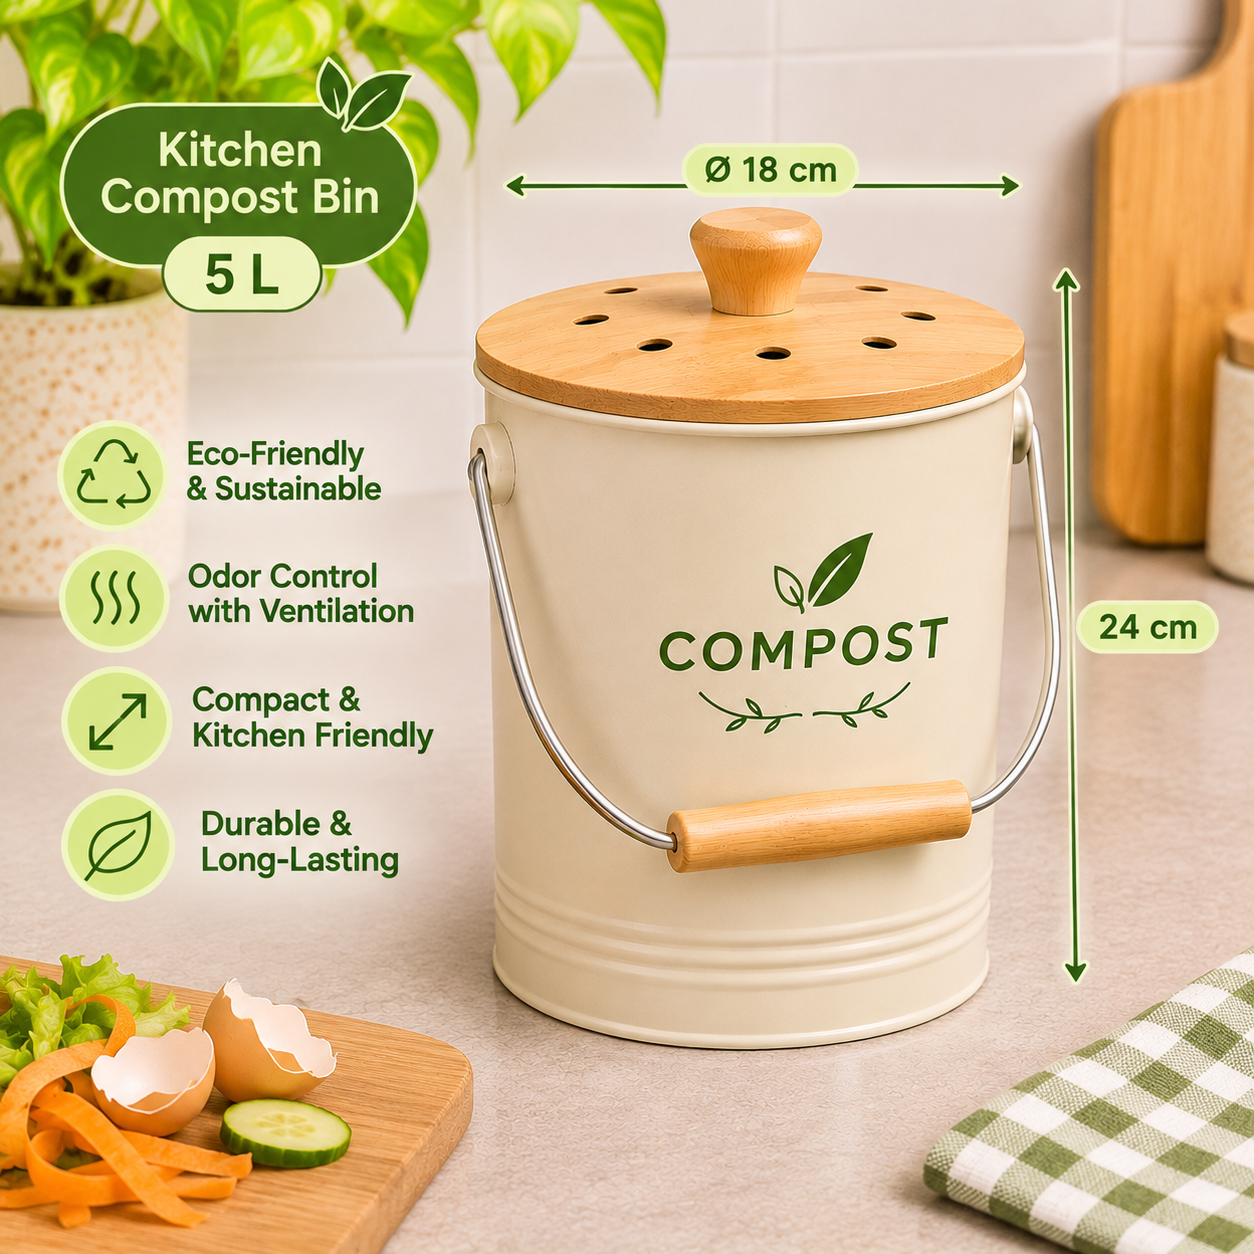 Kitchen
Compost Bin
5 L
Ø 18 cm
Eco-Friendly
& Sustainable
Odor Control
with Ventilation
Compact &
Kitchen Friendly
Durable &
Long-Lasting
COMPOST
24 cm